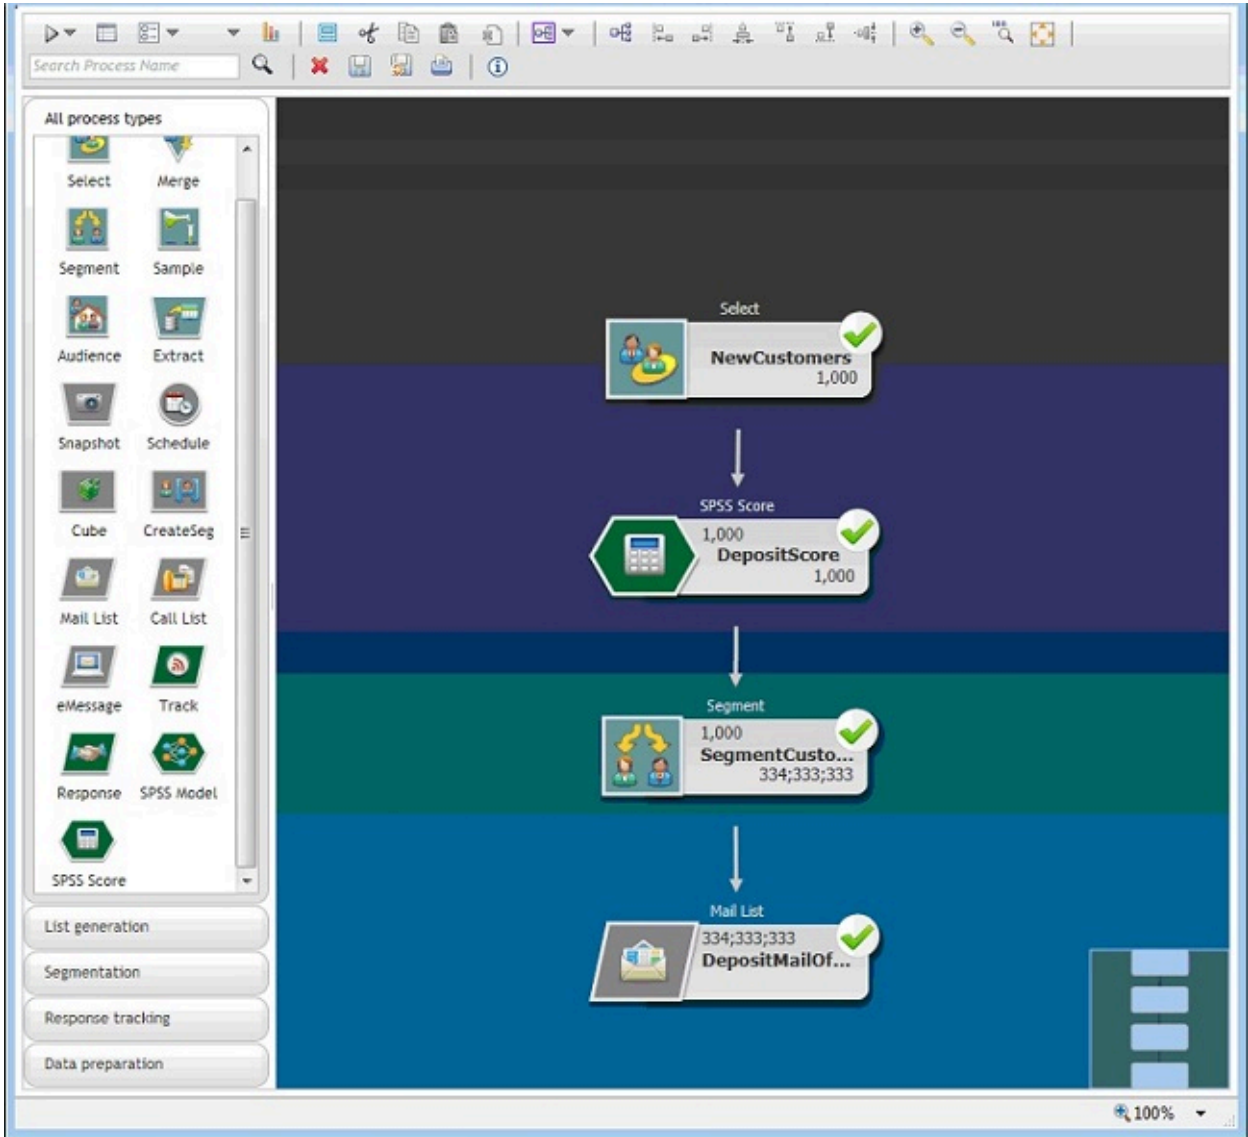 Search Process Name
All process types
Select Merge
Segment Sample
Audience Extract
Snapshot Schedule
Cube CreateSeg
Mail List Call List
eMessage Track
Response SPSS Model
SPSS Score
List generation
Segmentation
Response tracking
Data preparation
Select
NewCustomers
1,000
SPSS Score
1,000
DepositScore
1,000
Segment
1,000
SegmentCusto...
334;333;333
Mail List
334;333;333
DepositMailOf...
100%